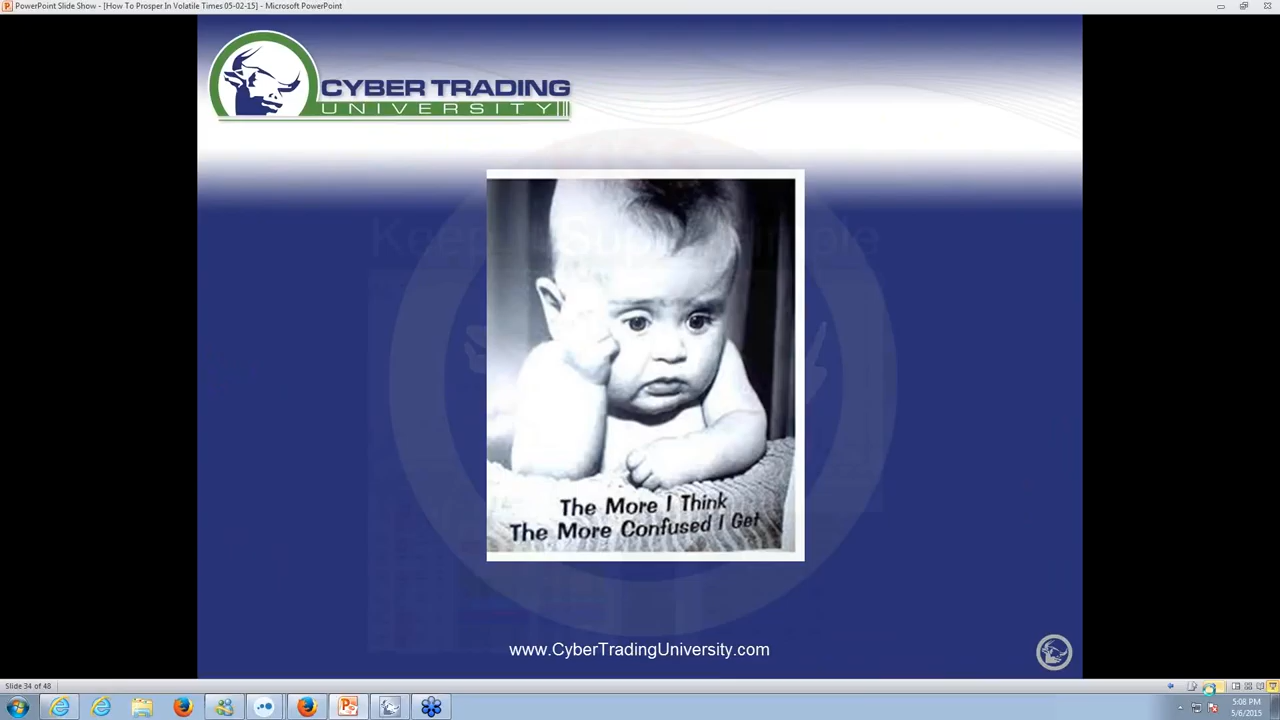 PowerPoint Slide Show - [How To Prosper In Volatile Times 05-02-15] - Microsoft PowerPoint
CYBER TRADING
UNIVERSITY
The More I Think
The More Confused I Get
www.CyberTradingUniversity.com
Slide 34 of 48
5:08 PM
5/6/2015